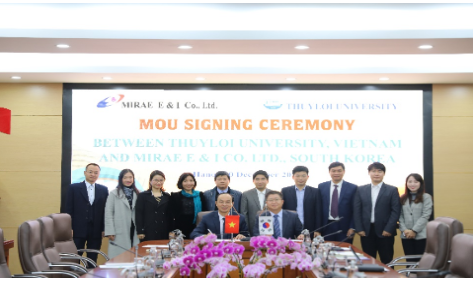 MIRAE E & I Co., Ltd.
THUYLOI UNIVERSITY
MOU SIGNING CEREMONY
BETWEEN THUYLOI UNIVERSITY, VIETNAM
AND MIRAE E & I CO., LTD., SOUTH KOREA